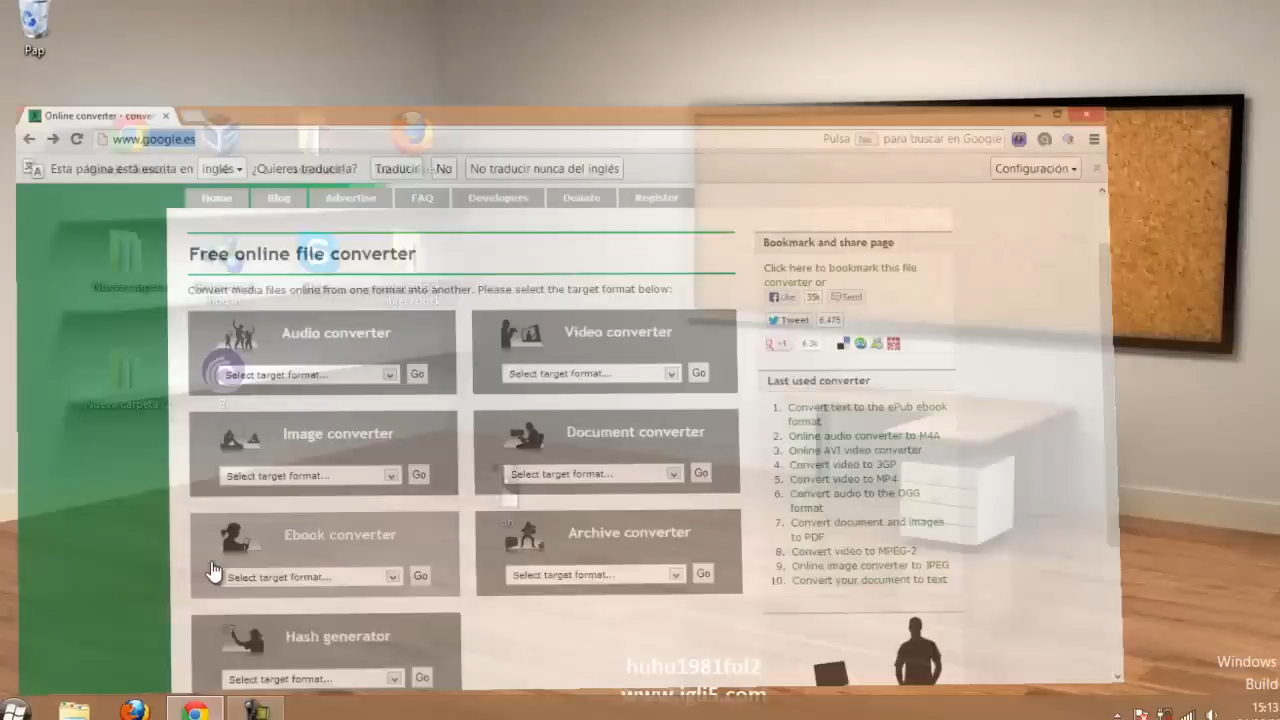 Pap
Online converter - conve
www.google.es
Pulsa Tab para buscar en Google
Esta página está escrita en inglés ¿Quieres traducirla? Traducir No No traducir nunca del inglés Configuración
Home Blog Advertise FAQ Developers Donate Register
Free online file converter
Convert media files online from one format into another. Please select the target format below:
Audio converter
Select target format... Go
Video converter
Select target format... Go
Image converter
Select target format... Go
Document converter
Select target format... Go
Ebook converter
Select target format... Go
Archive converter
Select target format... Go
Hash generator
Select target format... Go
Bookmark and share page
Click here to bookmark this file
converter or
Like 35k Send
Tweet 6,475
+1 6.3k
Last used converter
1. Convert text to the ePub ebook
format
2. Online audio converter to M4A
3. Online AVI video converter
4. Convert video to 3GP
5. Convert video to MP4
6. Convert audio to the OGG
format
7. Convert document and images
to PDF
8. Convert video to MPEG-2
9. Online image converter to JPEG
10. Convert your document to text
huhu1981ful2
www.igli5.com
Windows
Build
15:13